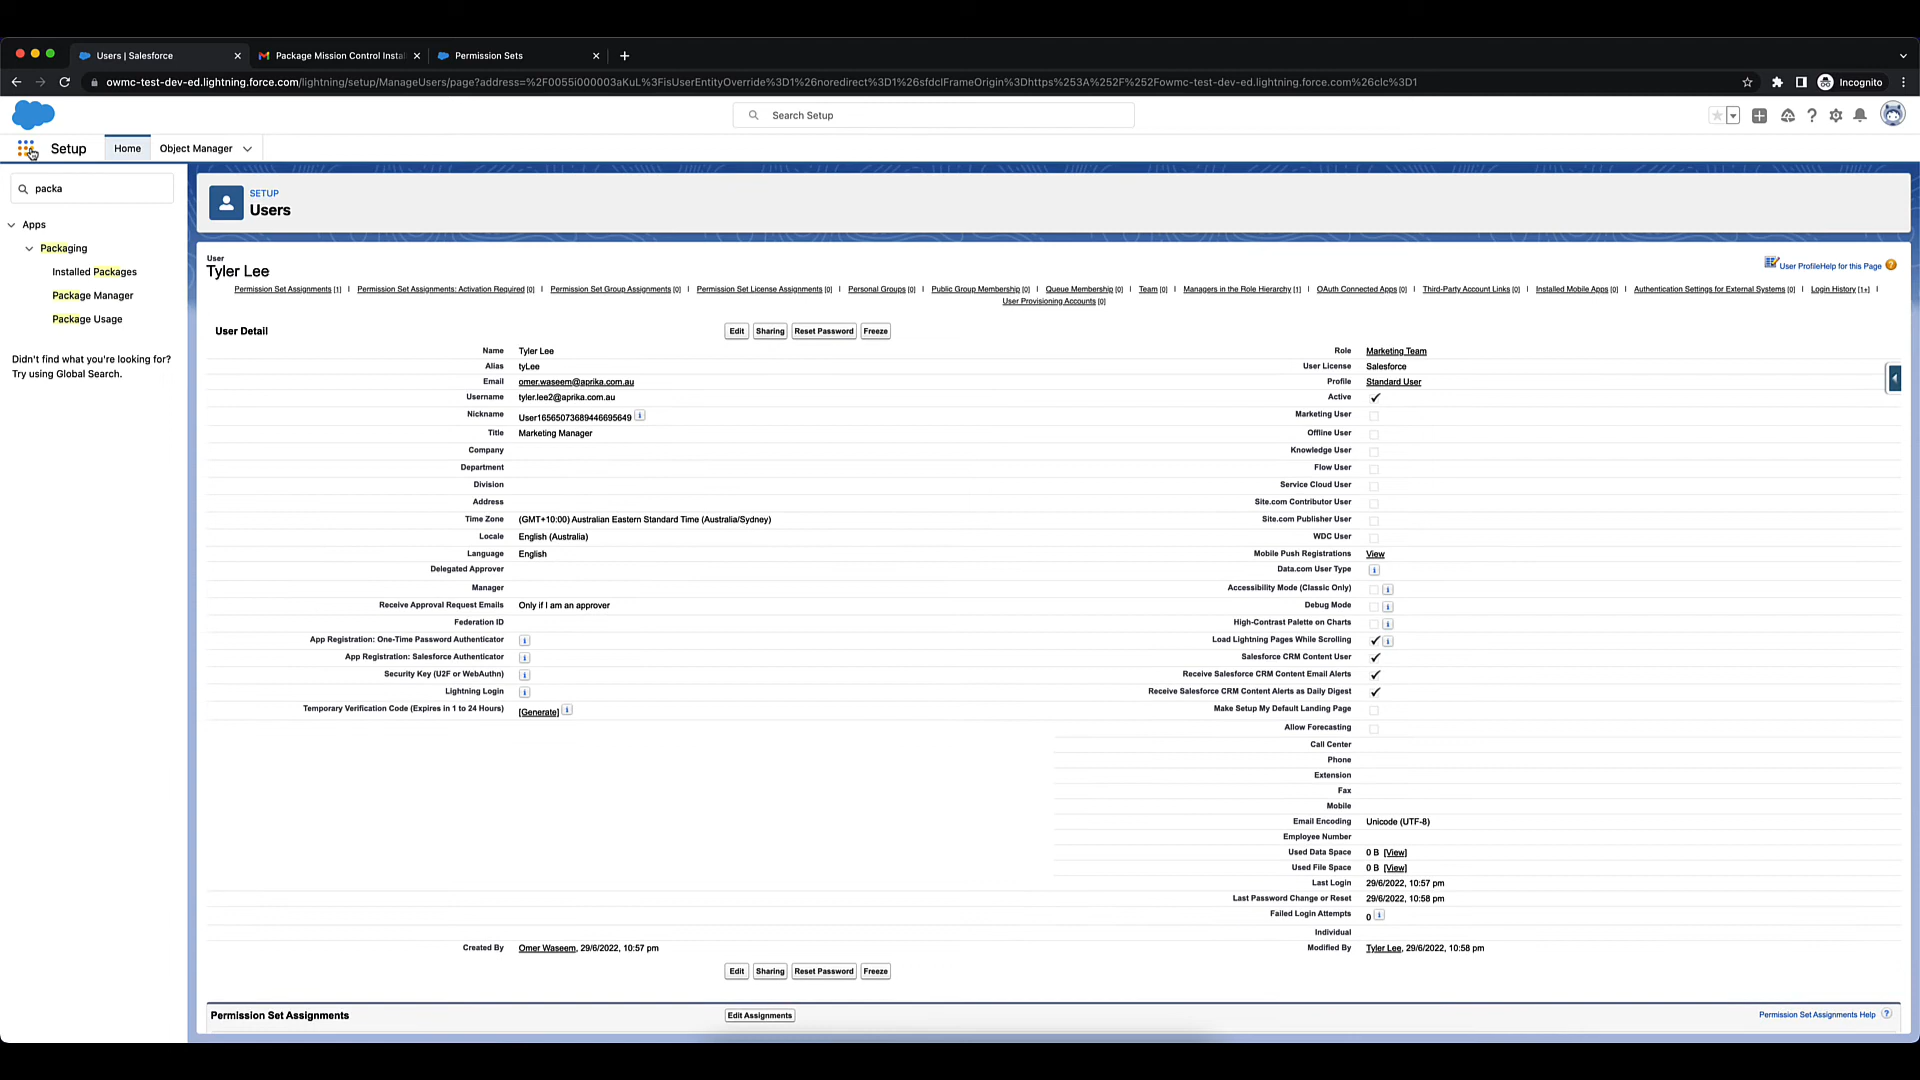 Users | Salesforce
Package Mission Control Instal
Permission Sets
owmc-test-dev-ed.lightning.force.com/lightning/setup/ManageUsers/page?address=%2F0055i000003aKuL%3FisUserEntityOverride%3D1%26noredirect%3D1%26sfdcIFrameOrigin%3Dhttps%253A%252F%252Fowmc-test-dev-ed.lightning.force.com%26clc%3D1
Incognito
Search Setup
Setup
Home
Object Manager
packa
Apps
Packaging
Installed Packages
Package Manager
Package Usage
Didn't find what you're looking for?
Try using Global Search.
SETUP
Users
User
Tyler Lee
User Profile Help for this Page
Permission Set Assignments [1] | Permission Set Assignments: Activation Required [0] | Permission Set Group Assignments [0] | Permission Set License Assignments [0] | Personal Groups [0] | Public Group Membership [0] | Queue Membership [0] | Team [0] | Managers in the Role Hierarchy [1] | OAuth Connected Apps [0] | Third-Party Account Links [0] | Installed Mobile Apps [0] | Authentication Settings for External Systems [0] | Login History [1+] |
User Provisioning Accounts [0]
User Detail
Edit Sharing Reset Password Freeze
Name Tyler Lee
Role Marketing Team
Alias tyLee
User License Salesforce
Email omer.waseem@aprika.com.au
Profile Standard User
Username tyler.lee2@aprika.com.au
Active
Nickname User16565073689446695649
Marketing User
Title Marketing Manager
Offline User
Company
Knowledge User
Department
Flow User
Division
Service Cloud User
Address
Site.com Contributor User
Time Zone (GMT+10:00) Australian Eastern Standard Time (Australia/Sydney)
Site.com Publisher User
Locale English (Australia)
WDC User
Language English
Mobile Push Registrations View
Delegated Approver
Data.com User Type
Manager
Accessibility Mode (Classic Only)
Receive Approval Request Emails Only if I am an approver
Debug Mode
Federation ID
High-Contrast Palette on Charts
App Registration: One-Time Password Authenticator
Load Lightning Pages While Scrolling
App Registration: Salesforce Authenticator
Salesforce CRM Content User
Security Key (U2F or WebAuthn)
Receive Salesforce CRM Content Email Alerts
Lightning Login
Receive Salesforce CRM Content Alerts as Daily Digest
Temporary Verification Code (Expires in 1 to 24 Hours) [Generate]
Make Setup My Default Landing Page
Allow Forecasting
Call Center
Phone
Extension
Fax
Mobile
Email Encoding Unicode (UTF-8)
Employee Number
Used Data Space 0 B [View]
Used File Space 0 B [View]
Last Login 29/6/2022, 10:57 pm
Last Password Change or Reset 29/6/2022, 10:58 pm
Failed Login Attempts 0
Individual
Created By Omer Waseem, 29/6/2022, 10:57 pm
Modified By Tyler Lee, 29/6/2022, 10:58 pm
Edit Sharing Reset Password Freeze
Permission Set Assignments
Edit Assignments
Permission Set Assignments Help